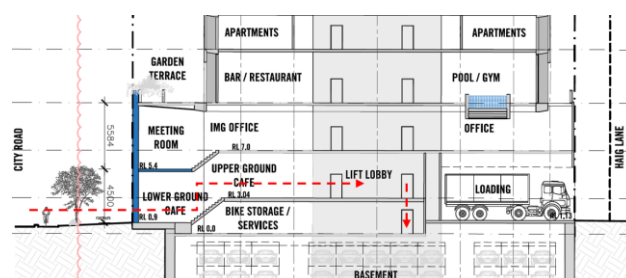 APARTMENTS
APARTMENTS
GARDEN
TERRACE
BAR / RESTAURANT
POOL / GYM
CITY ROAD
5584
MEETING
ROOM
IMG OFFICE
OFFICE
HAIG LANE
RL 7.0
RL 5.4
4500
UPPER GROUND
CAFE
LIFT LOBBY
LOADING
RL 3.04
LOWER GROUND
CAFE
RL 0.9
BIKE STORAGE /
SERVICES
RL 0.0
BASEMENT